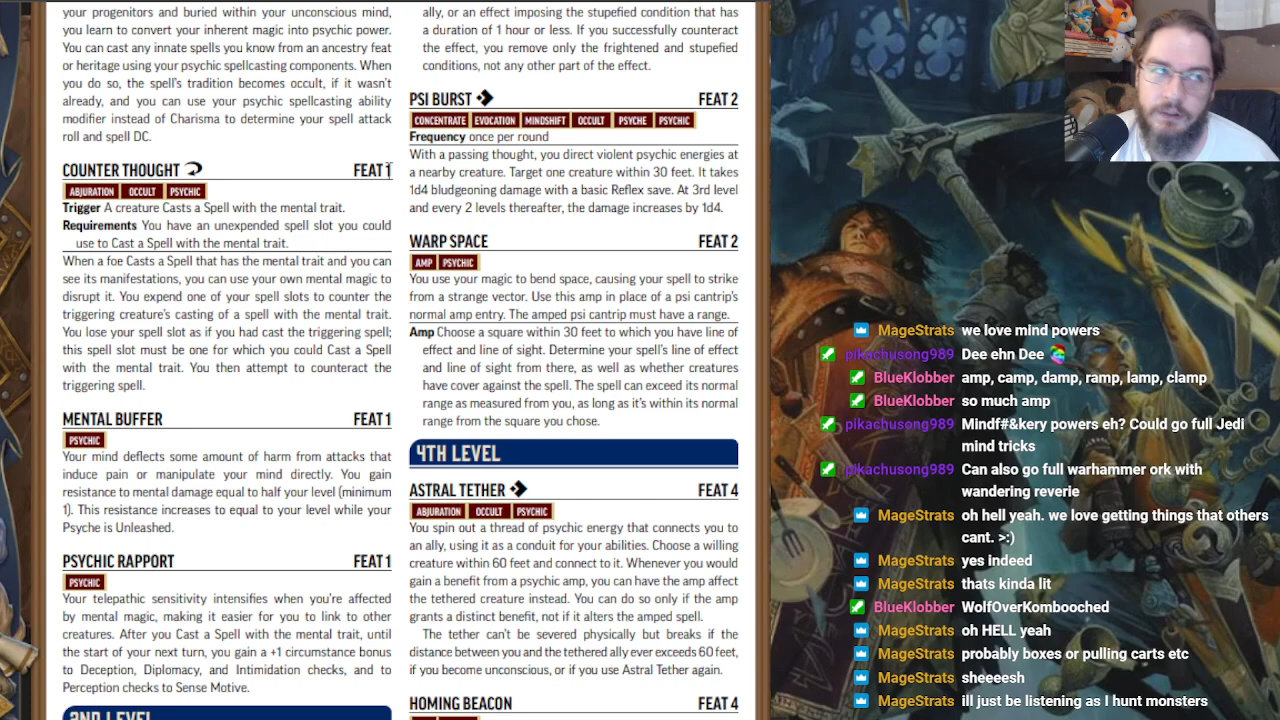 your progenitors and buried within your unconscious mind,
you learn to convert your inherent magic into psychic power.
You can cast any innate spells you know from an ancestry feat
or heritage using your psychic spellcasting components. When
you do so, the spell's tradition becomes occult, if it wasn't
already, and you can use your psychic spellcasting ability
modifier instead of Charisma to determine your spell attack
roll and spell DC.
COUNTER THOUGHT FEAT 1
ABJURATION OCCULT PSYCHIC
Trigger A creature Casts a Spell with the mental trait.
Requirements You have an unexpended spell slot you could
use to Cast a Spell with the mental trait.
When a foe Casts a Spell that has the mental trait and you can
see its manifestations, you can use your own mental magic to
disrupt it. You expend one of your spell slots to counter the
triggering creature's casting of a spell with the mental trait.
You lose your spell slot as if you had cast the triggering spell;
this spell slot must be one for which you could Cast a Spell
with the mental trait. You then attempt to counteract the
triggering spell.
MENTAL BUFFER FEAT 1
PSYCHIC
Your mind deflects some amount of harm from attacks that
induce pain or manipulate your mind directly. You gain
resistance to mental damage equal to half your level (minimum
1). This resistance increases to equal to your level while your
Psyche is Unleashed.
PSYCHIC RAPPORT FEAT 1
PSYCHIC
Your telepathic sensitivity intensifies when you're affected
by mental magic, making it easier for you to link to other
creatures. After you Cast a Spell with the mental trait, until
the start of your next turn, you gain a +1 circumstance bonus
to Deception, Diplomacy, and Intimidation checks, and to
Perception checks to Sense Motive.
2ND LEVEL
ally, or an effect imposing the stupefied condition that has
a duration of 1 hour or less. If you successfully counteract
the effect, you remove only the frightened and stupefied
conditions, not any other part of the effect.
PSI BURST FEAT 2
CONCENTRATE EVOCATION MINDSHIFT OCCULT PSYCHE PSYCHIC
Frequency once per round
With a passing thought, you direct violent psychic energies at
a nearby creature. Target one creature within 30 feet. It takes
1d4 bludgeoning damage with a basic Reflex save. At 3rd level
and every 2 levels thereafter, the damage increases by 1d4.
WARP SPACE FEAT 2
AMP PSYCHIC
You use your magic to bend space, causing your spell to strike
from a strange vector. Use this amp in place of a psi cantrip's
normal amp entry. The amped psi cantrip must have a range.
Amp Choose a square within 30 feet to which you have line of
effect and line of sight. Determine your spell's line of effect
and line of sight from there, as well as whether creatures
have cover against the spell. The spell can exceed its normal
range as measured from you, as long as it's within its normal
range from the square you chose.
4TH LEVEL
ASTRAL TETHER FEAT 4
ABJURATION OCCULT PSYCHIC
You spin out a thread of psychic energy that connects you to
an ally, using it as a conduit for your abilities. Choose a willing
creature within 60 feet and connect to it. Whenever you would
gain a benefit from a psychic amp, you can have the amp affect
the tethered creature instead. You can do so only if the amp
grants a distinct benefit, not if it alters the amped spell.
The tether can't be severed physically but breaks if the
distance between you and the tethered ally ever exceeds 60 feet,
if you become unconscious, or if you use Astral Tether again.
HOMING BEACON FEAT 4
MageStrats we love mind powers
pikachusong989 Dee ehn Dee
BlueKlobber amp, camp, damp, ramp, lamp, clamp
BlueKlobber so much amp
pikachusong989 Mindf#&kery powers eh? Could go full Jedi
mind tricks
pikachusong989 Can also go full warhammer ork with
wandering reverie
MageStrats oh hell yeah. we love getting things that others
cant. >:)
MageStrats yes indeed
MageStrats thats kinda lit
BlueKlobber WolfOverKombooched
MageStrats oh HELL yeah
MageStrats probably boxes or pulling carts etc
MageStrats sheeeesh
MageStrats ill just be listening as I hunt monsters